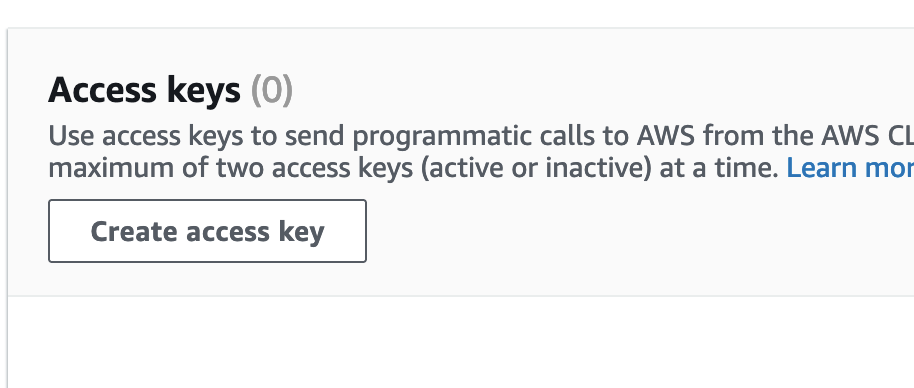 Access keys (0)
Use access keys to send programmatic calls to AWS from the AWS CL
maximum of two access keys (active or inactive) at a time. Learn mor
Create access key